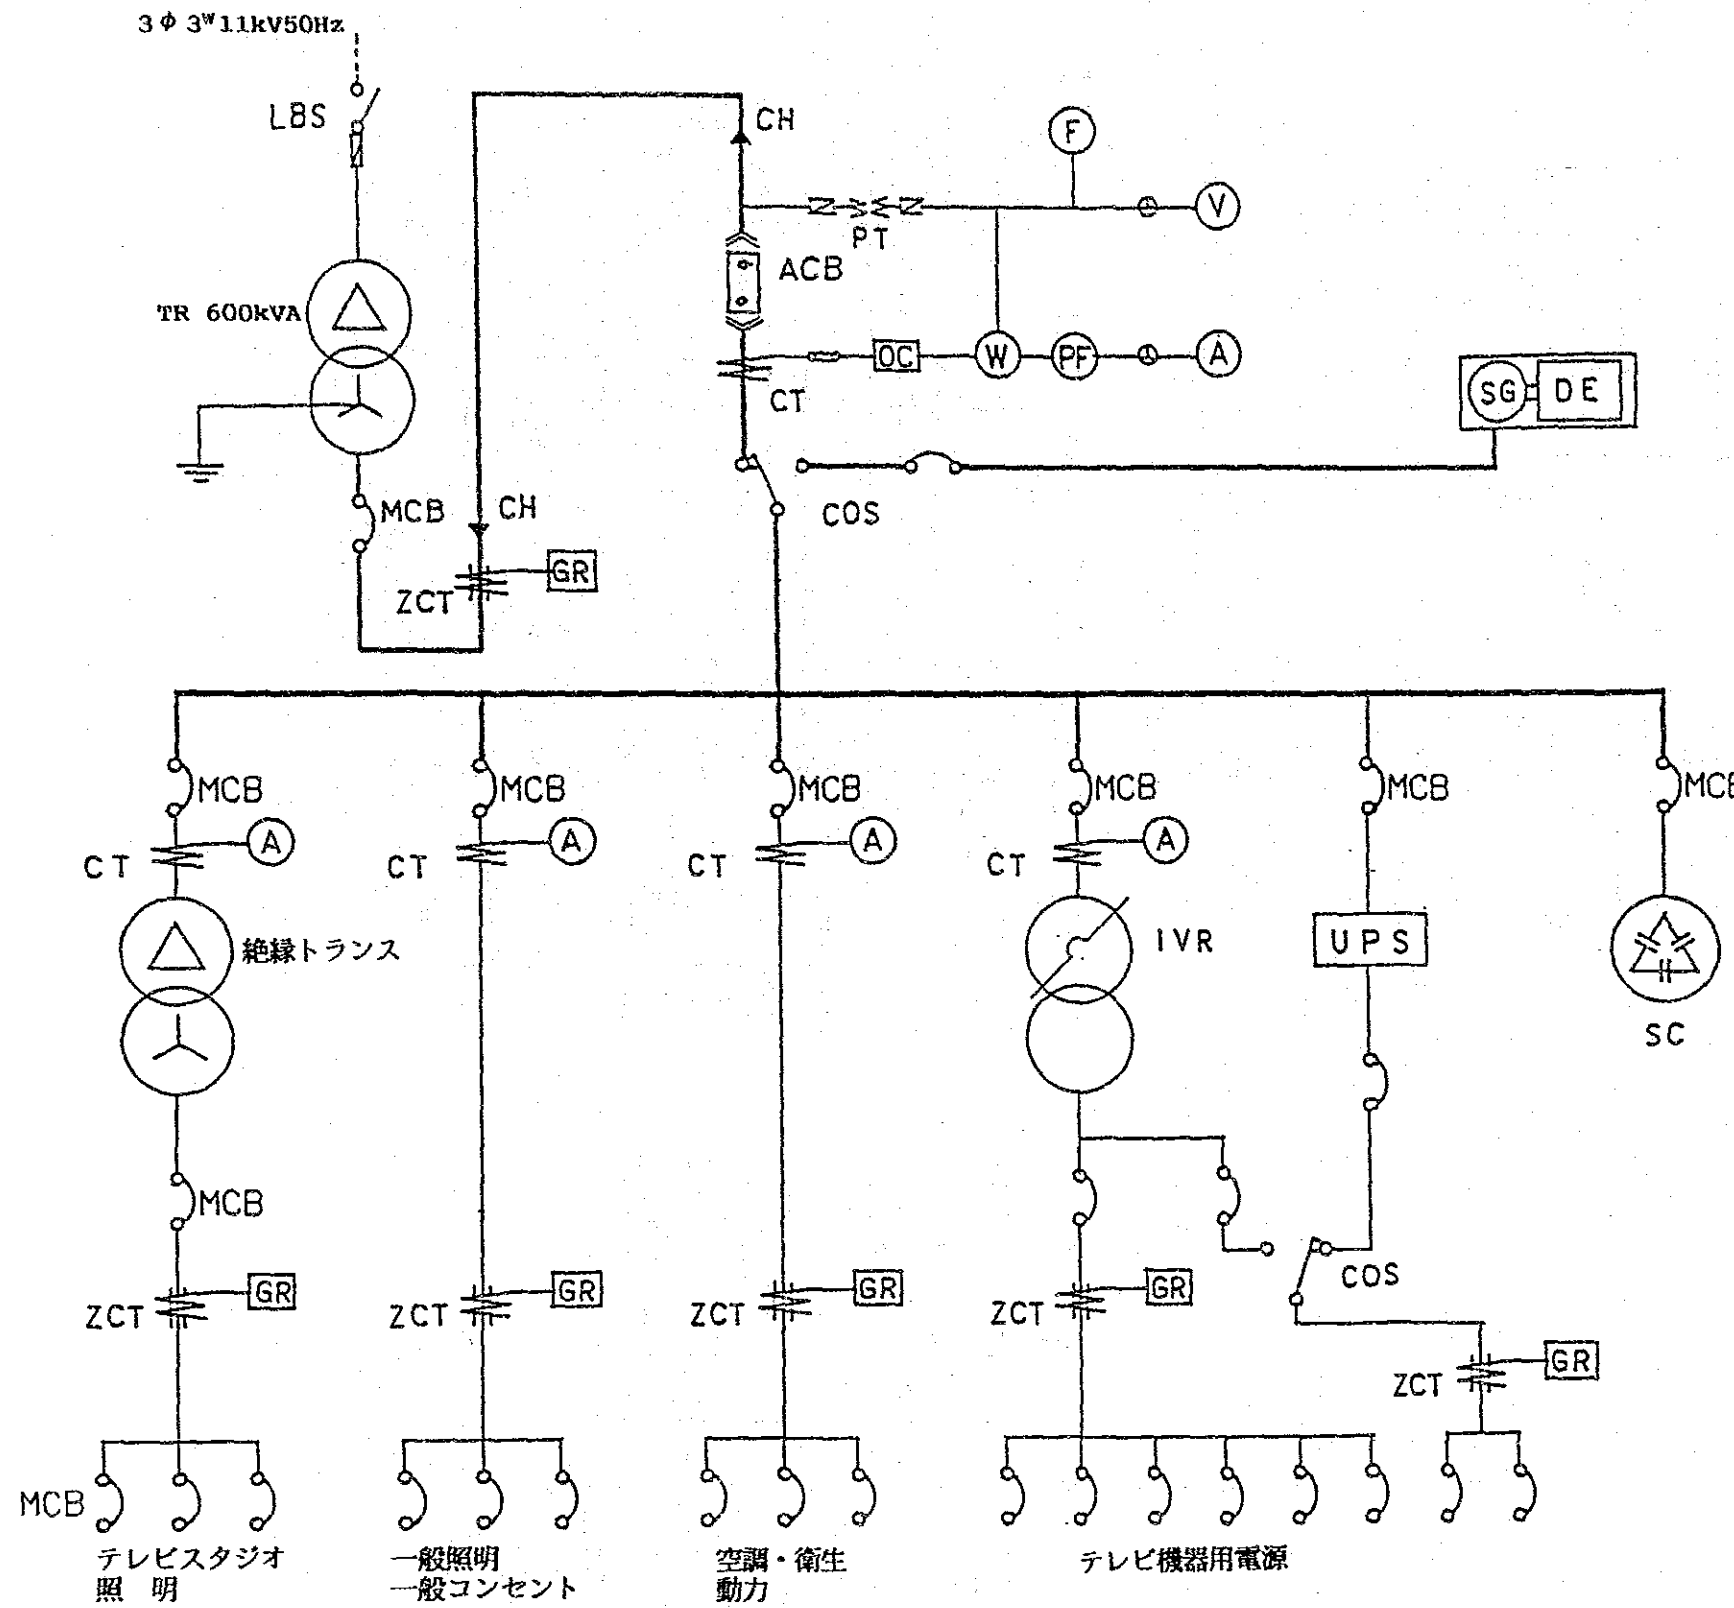 3φ 3W 11kV50Hz
LBS
CH
F
V
PT
ACB
TR 600kVA
OC
W
PF
A
CT
SG
DE
COS
MCB
CH
GR
ZCT
MCB
MCB
MCB
MCB
MCB
MCB
A
A
A
A
CT
CT
CT
CT
絶縁トランス
IVR
UPS
SC
MCB
COS
GR
GR
GR
GR
ZCT
ZCT
ZCT
ZCT
GR
ZCT
MCB
テレビスタジオ
照 明
一般照明
一般コンセント
空調・衛生
動力
テレビ機器用電源